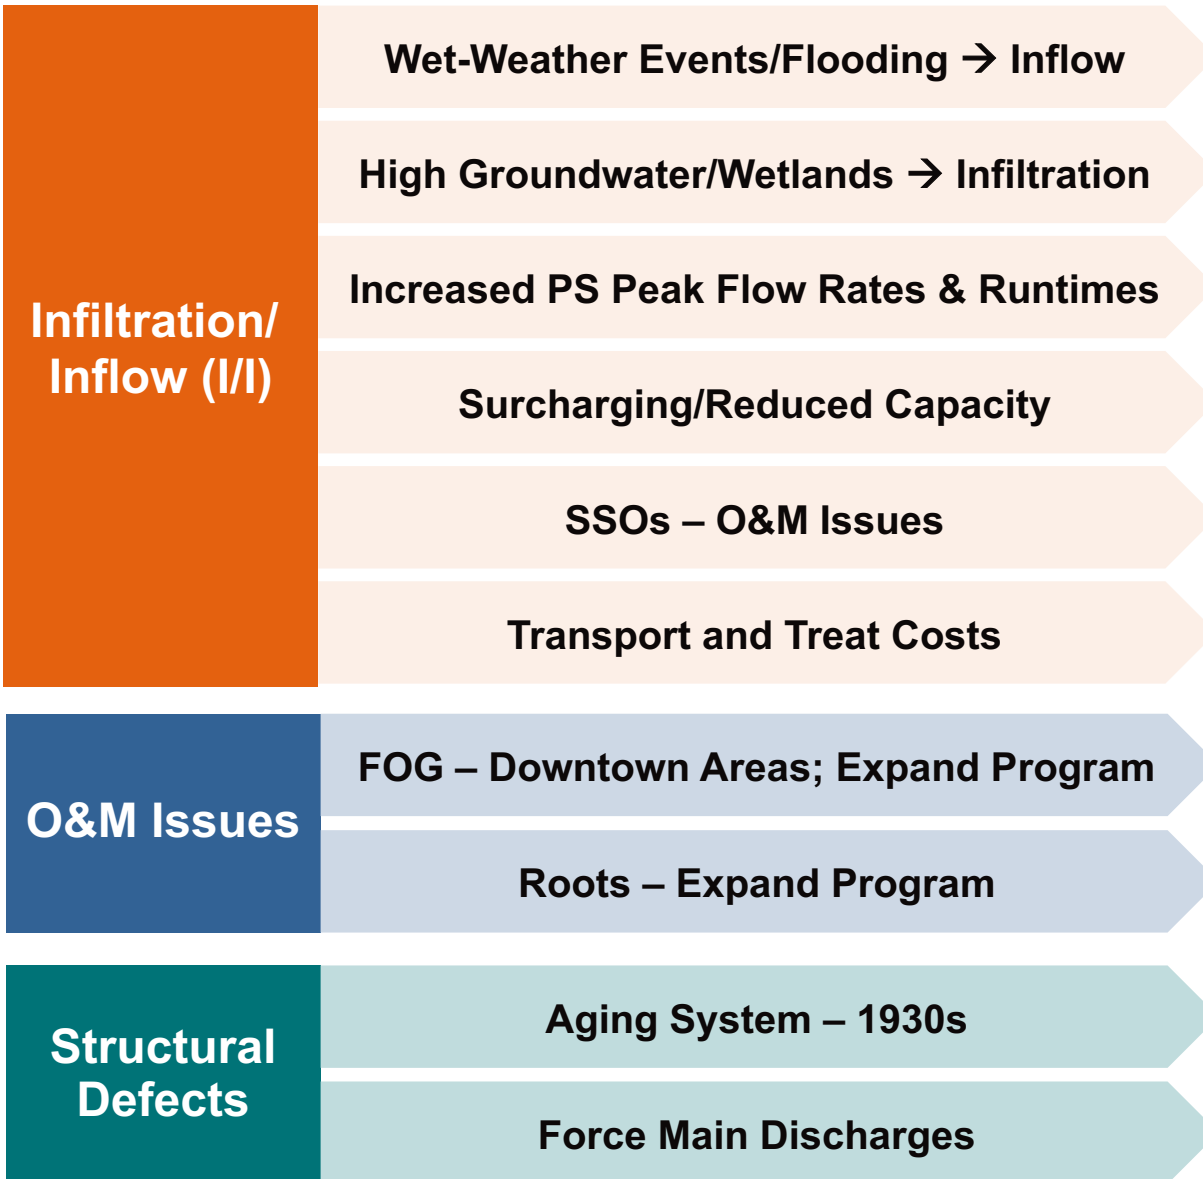 Infiltration/
Inflow (I/I)
Wet-Weather Events/Flooding → Inflow
High Groundwater/Wetlands → Infiltration
Increased PS Peak Flow Rates & Runtimes
Surcharging/Reduced Capacity
SSOs – O&M Issues
Transport and Treat Costs
O&M Issues
FOG – Downtown Areas; Expand Program
Roots – Expand Program
Structural
Defects
Aging System – 1930s
Force Main Discharges